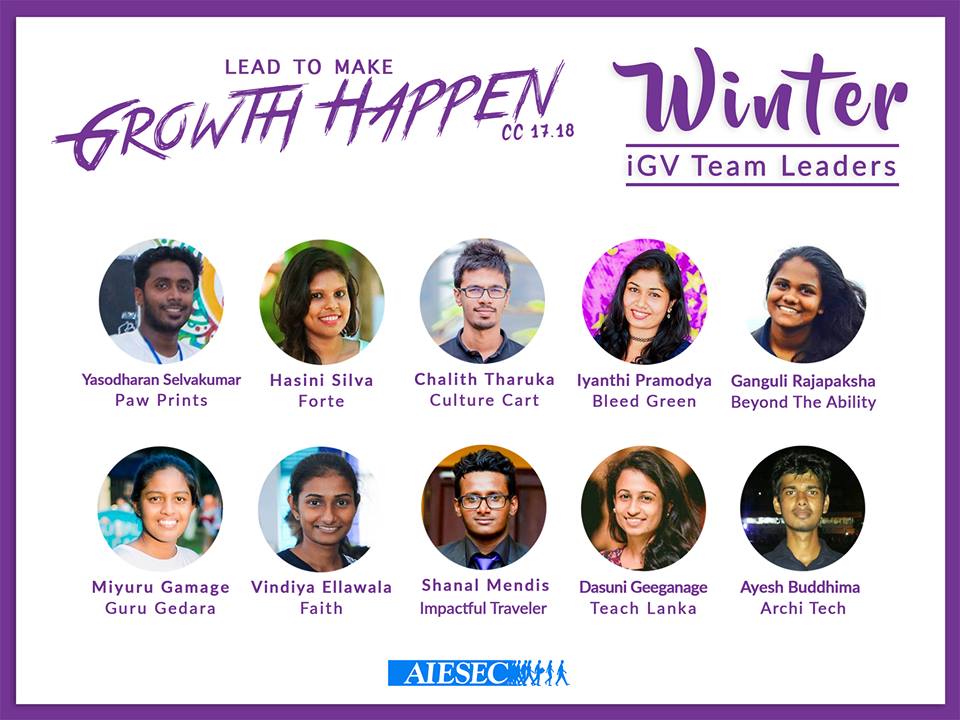 LEAD TO MAKE
GROWTH HAPPEN
CC 17.18
Winter
iGV Team Leaders
Yasodharan Selvakumar
Paw Prints
Hasini Silva
Forte
Chalith Tharuka
Culture Cart
Iyanthi Pramodya
Bleed Green
Ganguli Rajapaksha
Beyond The Ability
Miyuru Gamage
Guru Gedara
Vindiya Ellawala
Faith
Shanal Mendis
Impactful Traveler
Dasuni Geeganage
Teach Lanka
Ayesh Buddhima
Archi Tech
AIESEC